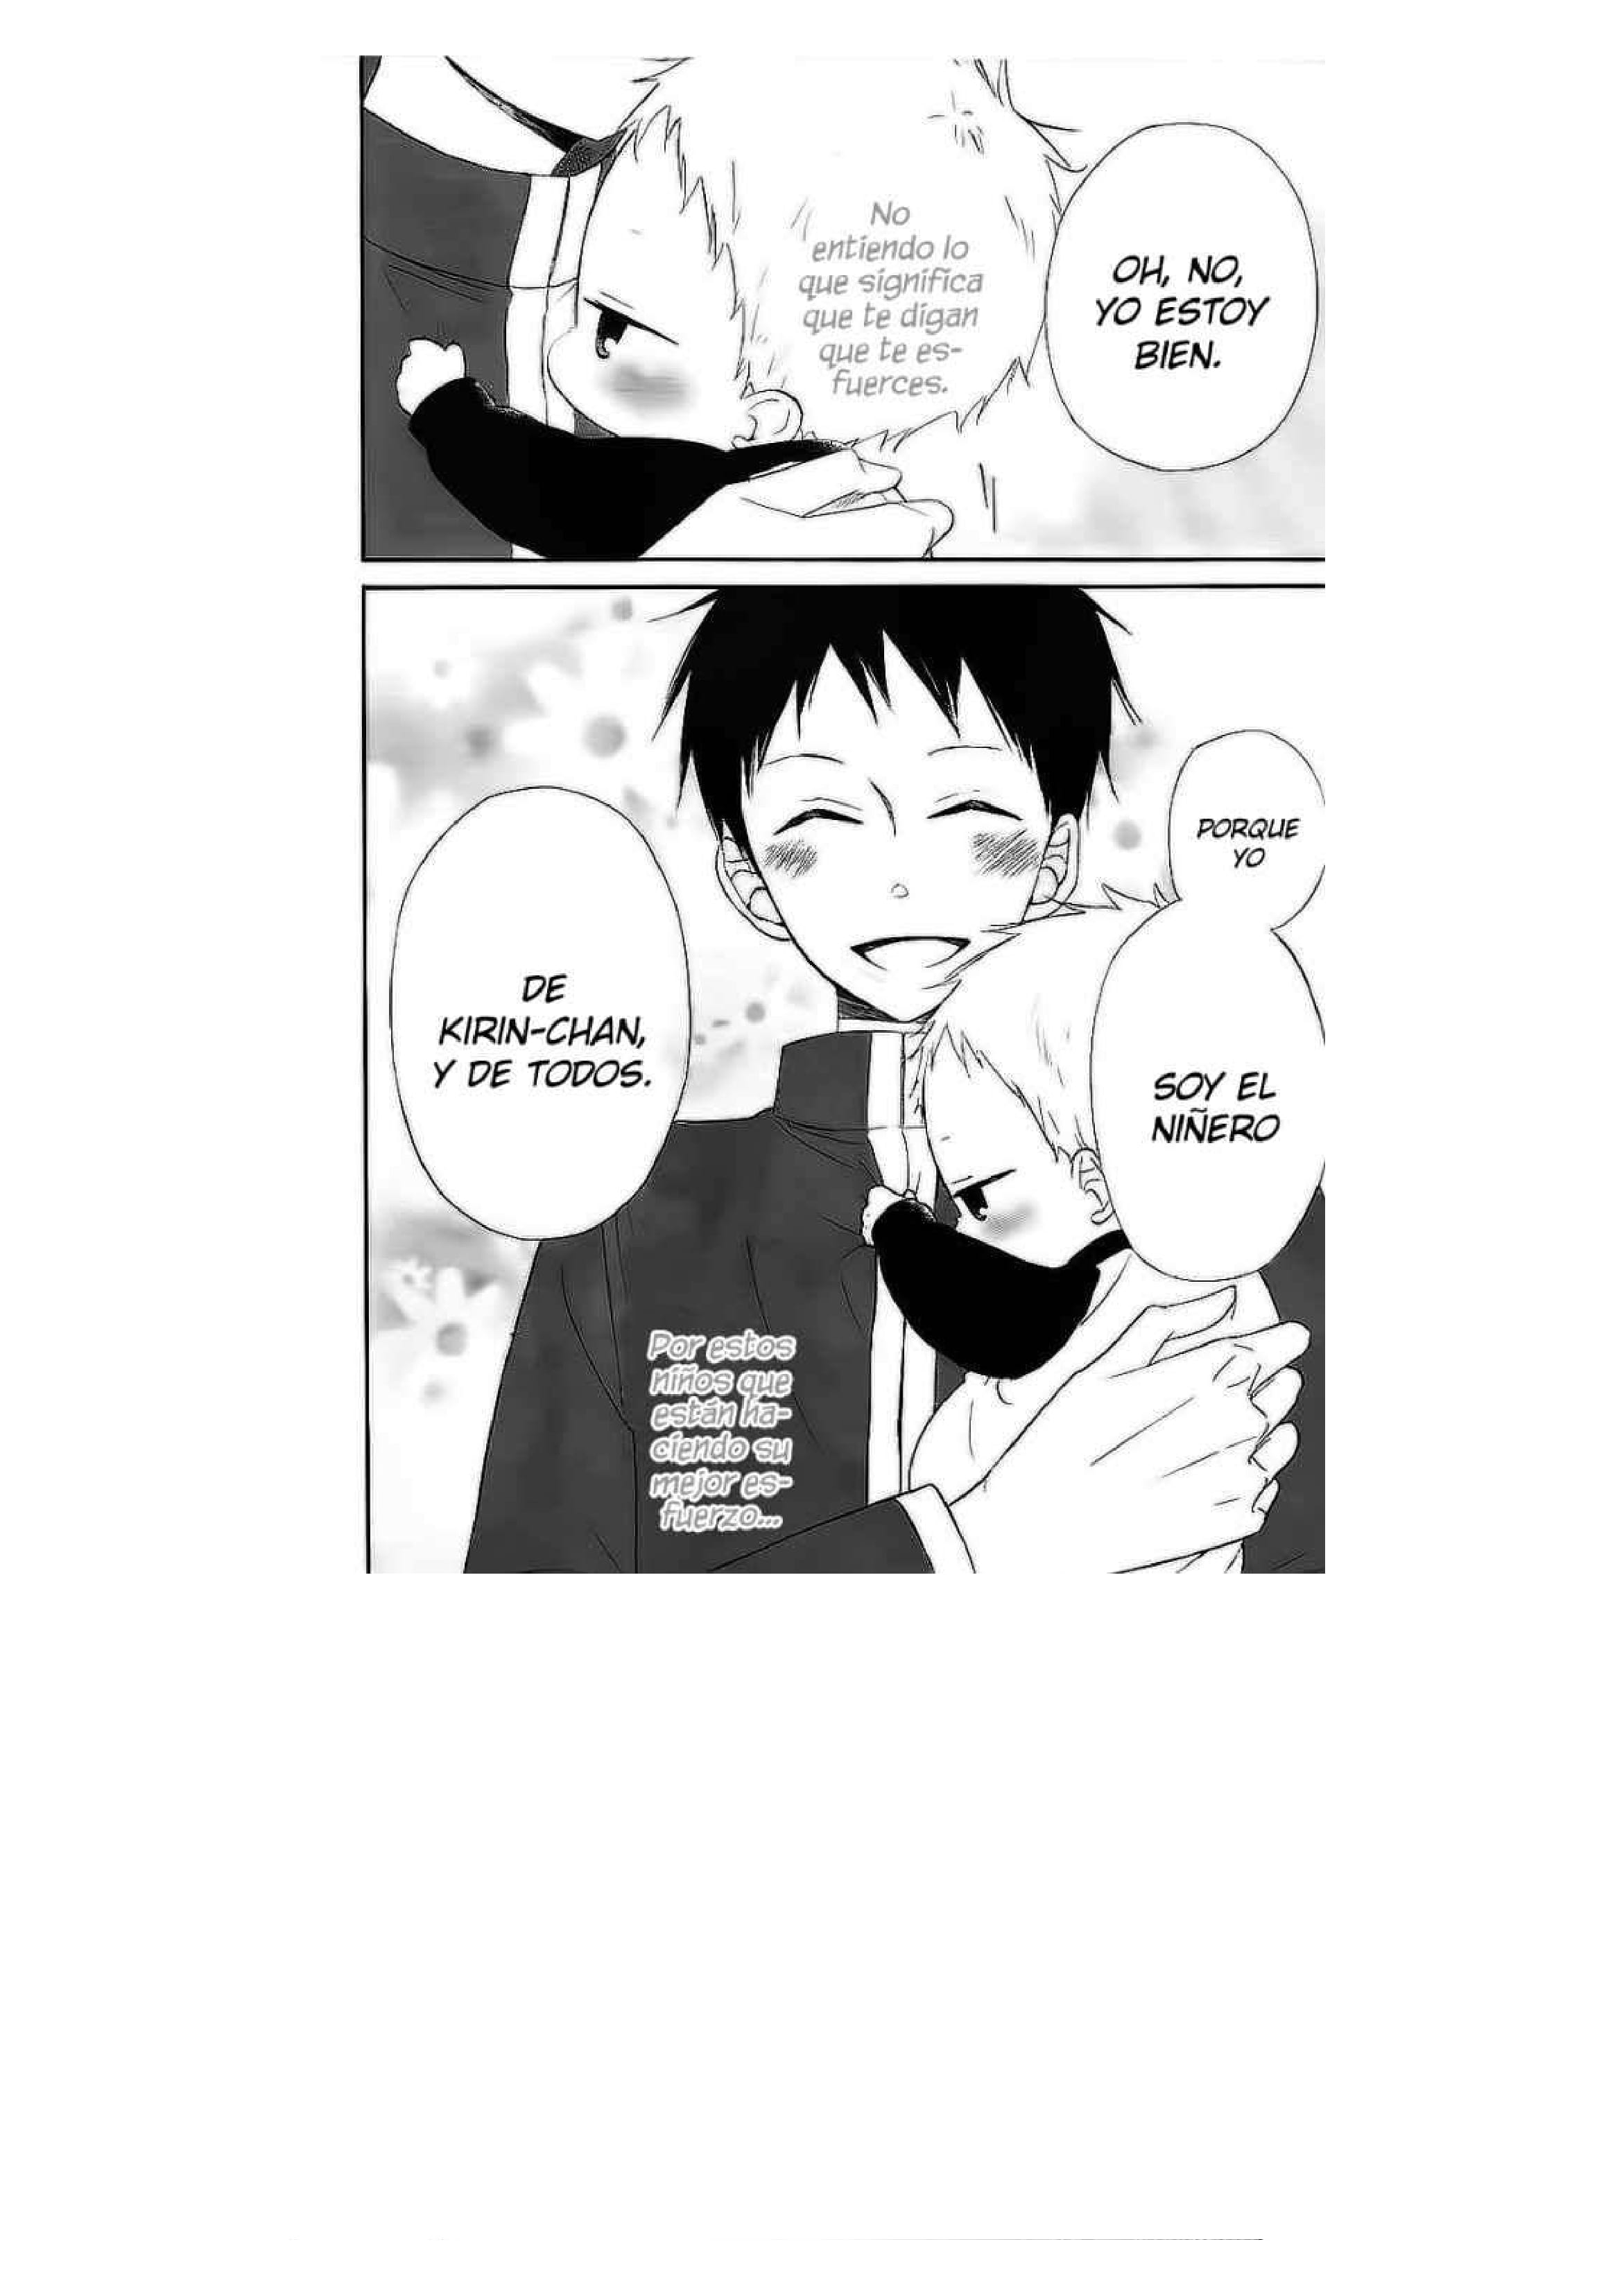 OH, NO,
YO ESTOY
BIEN.
No
entiendo lo
que significa
que te digan
que te es-
fuerces.
PORQUE
YO
SOY EL
NIÑERO
DE
KIRIN-CHAN,
Y DE TODOS.
Por estos
niños que
están ha-
ciendo su
mejor es-
fuerzo...